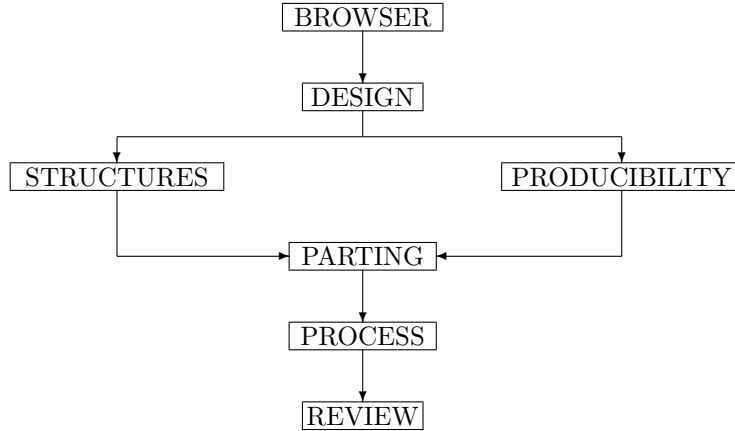 BROWSER
DESIGN
STRUCTURES
PRODUCIBILITY
PARTING
PROCESS
REVIEW